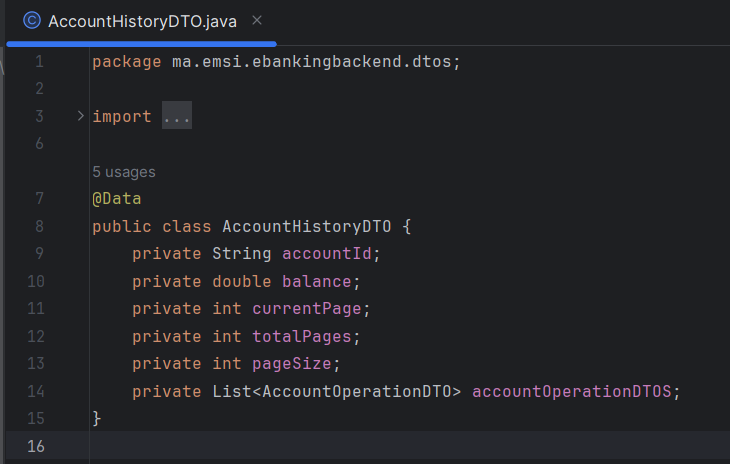 AccountHistoryDTO.java
1 package ma.emsi.ebankingbackend.dtos;
2
3 import ...
6
5 usages
7 @Data
8 public class AccountHistoryDTO {
9 private String accountId;
10 private double balance;
11 private int currentPage;
12 private int totalPages;
13 private int pageSize;
14 private List<AccountOperationDTO> accountOperationDTOS;
15 }
16